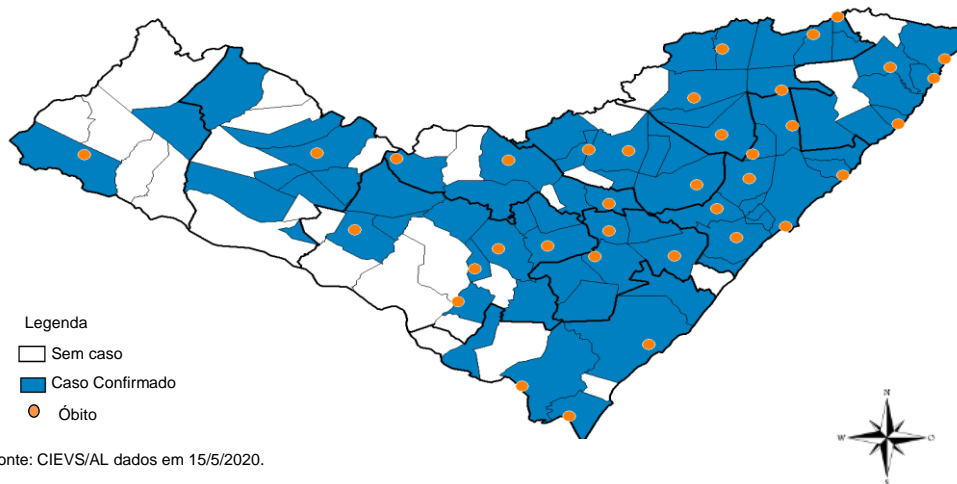 Legenda
Sem caso
Caso Confirmado
Óbito
onte: CIEVS/AL dados em 15/5/2020.
N
W
O
S